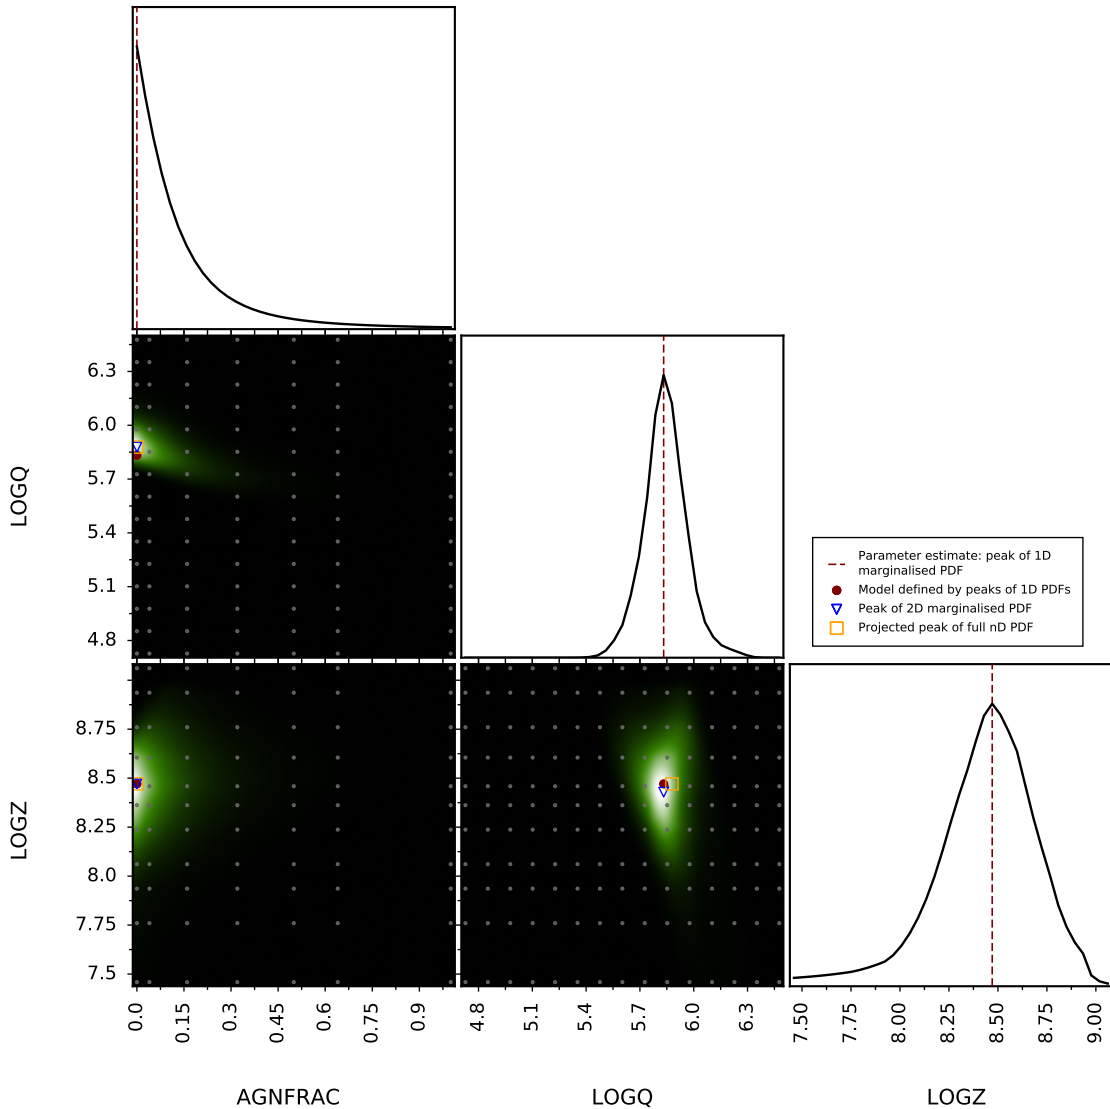 6.3
6.0
5.7
5.4
5.1
4.8
LOGQ
Parameter estimate: peak of 1D
marginalised PDF
Model defined by peaks of 1D PDFs
Peak of 2D marginalised PDF
Projected peak of full nD PDF
8.75
8.5
8.25
8.0
7.75
7.5
LOGZ
0.0 0.15 0.3 0.45 0.6 0.75 0.9
4.8 5.1 5.4 5.7 6.0 6.3
7.50 7.75 8.00 8.25 8.50 8.75 9.00
AGNFRAC LOGQ LOGZ